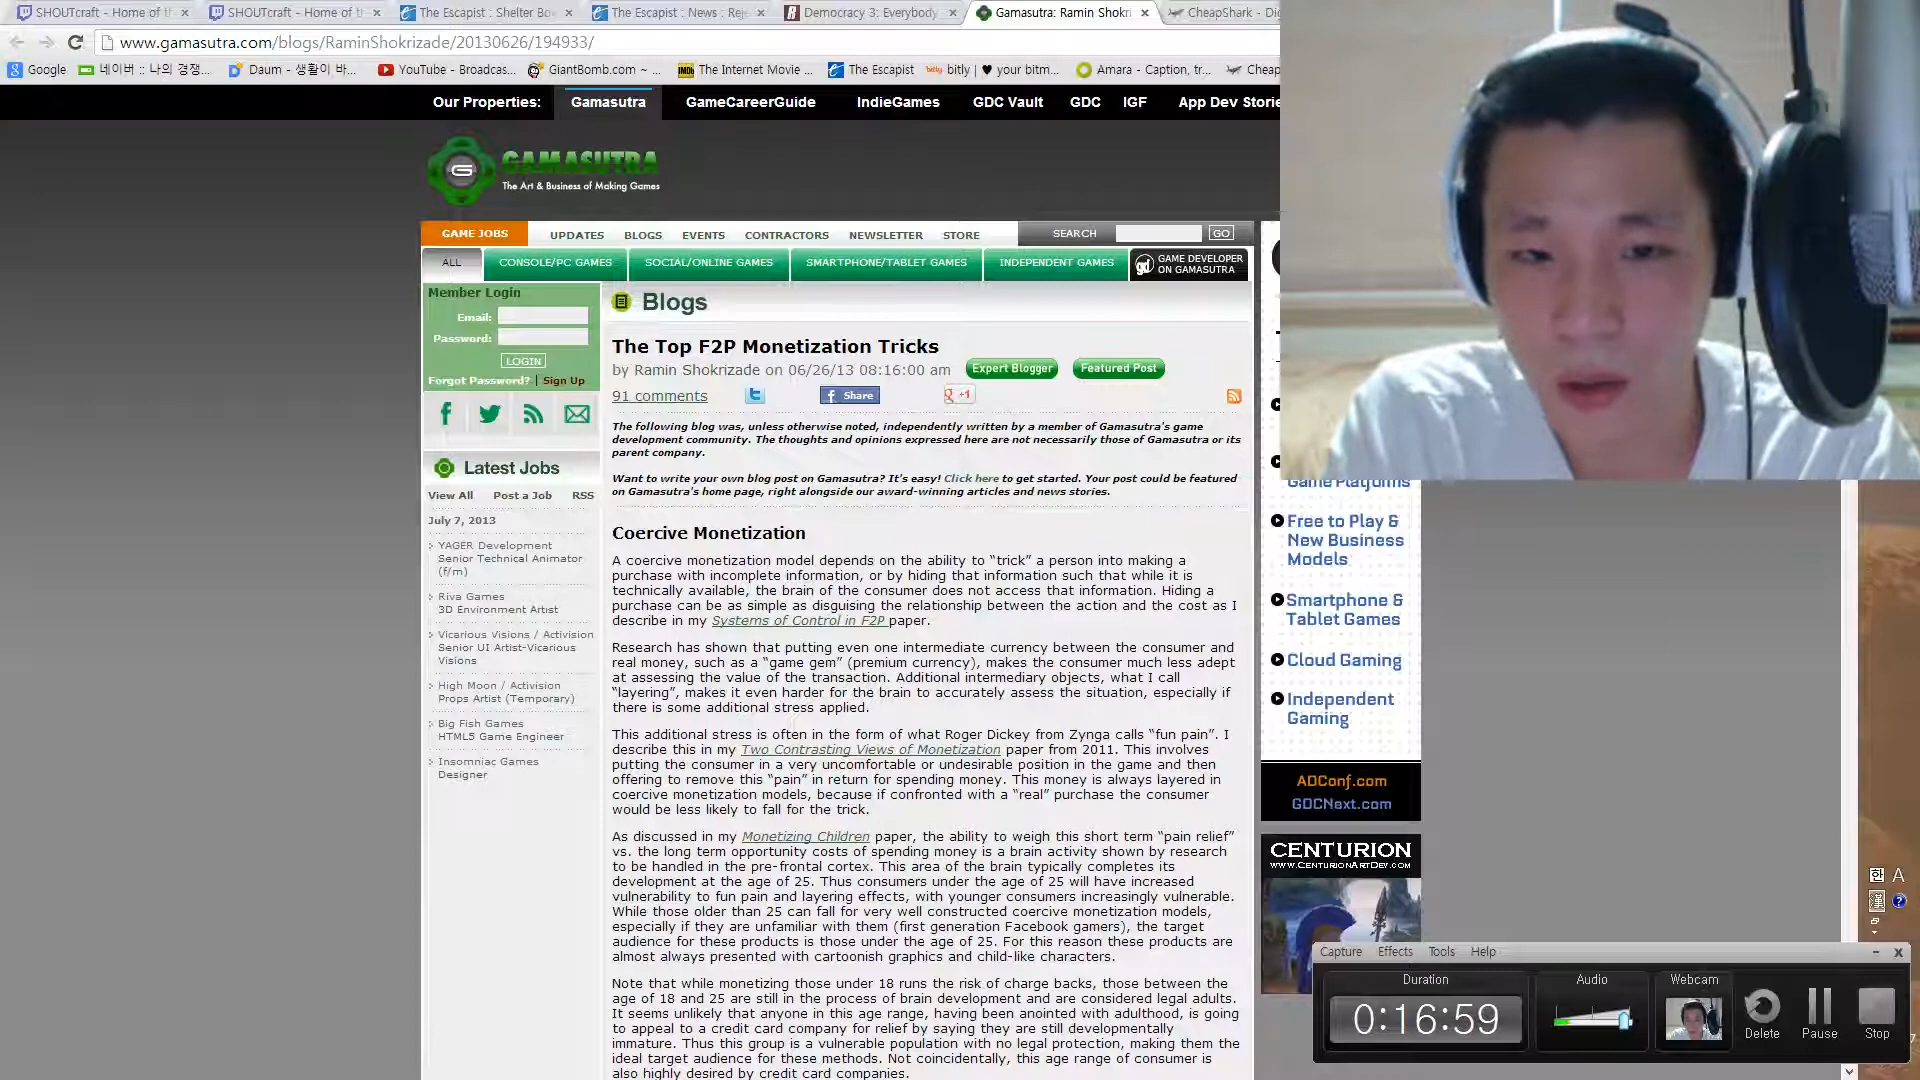 SHOUTcraft - Home of t
SHOUTcraft - Home of t
The Escapist : Shelter Bo
The Escapist : News : Rej
Democracy 3: Everybody
Gamasutra: Ramin Shokri
CheapShark - Dig
www.gamasutra.com/blogs/RaminShokrizade/20130626/194933/
Google
네이버 :: 나의 경쟁...
Daum - 생활이 바...
YouTube - Broadcas...
GiantBomb.com ~ ...
The Internet Movie ...
The Escapist
bitly | ♥ your bitm...
Amara - Caption, tr...
Cheap
Our Properties:
Gamasutra
GameCareerGuide
IndieGames
GDC Vault
GDC
IGF
App Dev Storie
GAMASUTRA
The Art & Business of Making Games
GAME JOBS
UPDATES
BLOGS
EVENTS
CONTRACTORS
NEWSLETTER
STORE
SEARCH
GO
ALL
CONSOLE/PC GAMES
SOCIAL/ONLINE GAMES
SMARTPHONE/TABLET GAMES
INDEPENDENT GAMES
GAME DEVELOPER
ON GAMASUTRA
Member Login
Email:
Password:
LOGIN
Forgot Password? | Sign Up
Latest Jobs
View All Post a Job RSS
July 7, 2013
YAGER Development
Senior Technical Animator
(f/m)
Riva Games
3D Environment Artist
Vicarious Visions / Activision
Senior UI Artist-Vicarious
Visions
High Moon / Activision
Props Artist (Temporary)
Big Fish Games
HTML5 Game Engineer
Insomniac Games
Designer
Blogs
The Top F2P Monetization Tricks
by Ramin Shokrizade on 06/26/13 08:16:00 am
Expert Blogger
Featured Post
91 comments
Share
+1
The following blog was, unless otherwise noted, independently written by a member of Gamasutra's game
development community. The thoughts and opinions expressed here are not necessarily those of Gamasutra or its
parent company.
Want to write your own blog post on Gamasutra? It's easy! Click here to get started. Your post could be featured
on Gamasutra's home page, right alongside our award-winning articles and news stories.
Coercive Monetization
A coercive monetization model depends on the ability to “trick” a person into making a
purchase with incomplete information, or by hiding that information such that while it is
technically available, the brain of the consumer does not access that information. Hiding a
purchase can be as simple as disguising the relationship between the action and the cost as I
describe in my Systems of Control in F2P paper.
Research has shown that putting even one intermediate currency between the consumer and
real money, such as a “game gem” (premium currency), makes the consumer much less adept
at assessing the value of the transaction. Additional intermediary objects, what I call
“layering”, makes it even harder for the brain to accurately assess the situation, especially if
there is some additional stress applied.
This additional stress is often in the form of what Roger Dickey from Zynga calls “fun pain”. I
describe this in my Two Contrasting Views of Monetization paper from 2011. This involves
putting the consumer in a very uncomfortable or undesirable position in the game and then
offering to remove this “pain” in return for spending money. This money is always layered in
coercive monetization models, because if confronted with a “real” purchase the consumer
would be less likely to fall for the trick.
As discussed in my Monetizing Children paper, the ability to weigh this short term “pain relief”
vs. the long term opportunity costs of spending money is a brain activity shown by research
to be handled in the pre-frontal cortex. This area of the brain typically completes its
development at the age of 25. Thus consumers under the age of 25 will have increased
vulnerability to fun pain and layering effects, with younger consumers increasingly vulnerable.
While those older than 25 can fall for very well constructed coercive monetization models,
especially if they are unfamiliar with them (first generation Facebook gamers), the target
audience for these products is those under the age of 25. For this reason these products are
almost always presented with cartoonish graphics and child-like characters.
Note that while monetizing those under 18 runs the risk of charge backs, those between the
age of 18 and 25 are still in the process of brain development and are considered legal adults.
It seems unlikely that anyone in this age range, having been anointed with adulthood, is going
to appeal to a credit card company for relief by saying they are still developmentally
immature. Thus this group is a vulnerable population with no legal protection, making them the
ideal target audience for these methods. Not coincidentally, this age range of consumer is
also highly desired by credit card companies.
Game Platforms
Free to Play &
New Business
Models
Smartphone &
Tablet Games
Cloud Gaming
Independent
Gaming
ADConf.com
GDCNext.com
CENTURION
WWW.CENTURIONARTDEV.COM
한 A
漢
Capture Effects Tools Help
Duration
0:16:59
Audio
Webcam
Delete
Pause
Stop